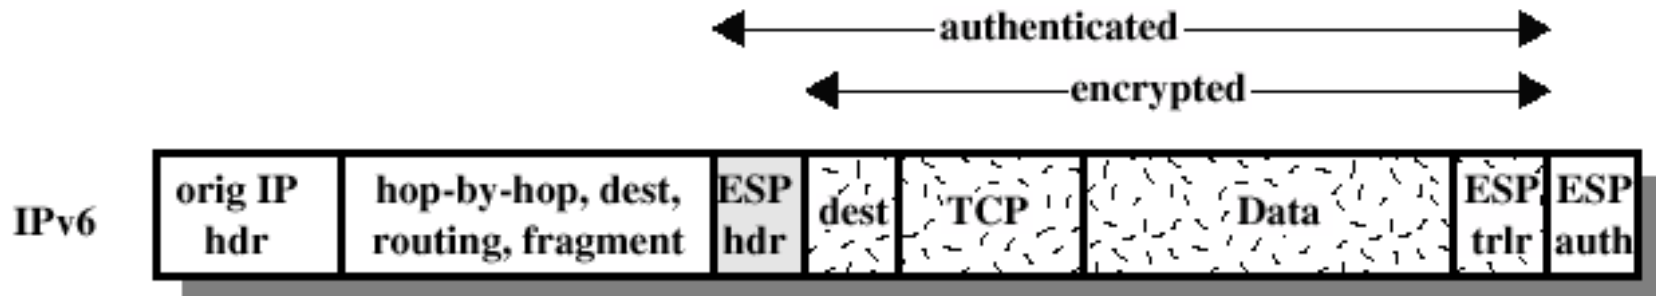 authenticated
encrypted
IPv6
orig IP
hdr
hop-by-hop, dest,
routing, fragment
ESP
hdr
dest
TCP
Data
ESP
trlr
ESP
auth